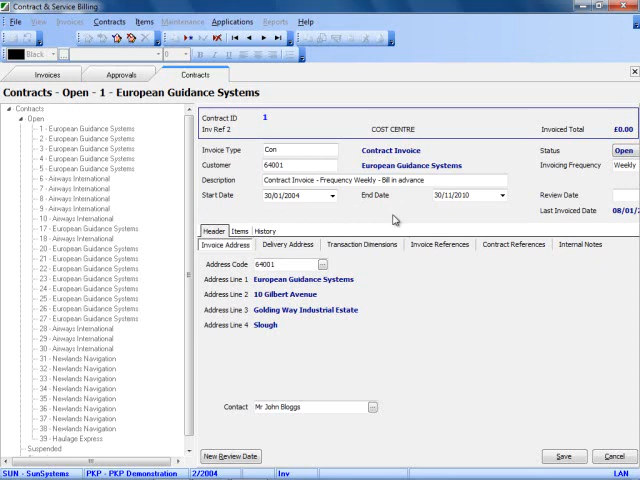 Contract & Service Billing
File View Invoices Contracts Items Maintenance Applications Reports Help
Black 0
Invoices Approvals Contracts
Contracts - Open - 1 - European Guidance Systems
Contracts
Open
1 - European Guidance Systems
2 - European Guidance Systems
3 - European Guidance Systems
4 - European Guidance Systems
5 - European Guidance Systems
6 - Airways International
7 - Airways International
8 - Airways International
9 - Airways International
10 - Airways International
17 - European Guidance Systems
18 - Airways International
20 - European Guidance Systems
21 - European Guidance Systems
22 - European Guidance Systems
23 - European Guidance Systems
24 - European Guidance Systems
25 - European Guidance Systems
26 - European Guidance Systems
27 - European Guidance Systems
28 - Airways International
29 - Airways International
30 - Airways International
31 - Newlands Navigation
32 - Newlands Navigation
33 - Newlands Navigation
34 - Newlands Navigation
35 - Newlands Navigation
36 - Newlands Navigation
37 - Newlands Navigation
38 - Newlands Navigation
39 - Haulage Express
Suspended
Contract ID 1
Inv Ref 2 COST CENTRE Invoiced Total £0.00
Invoice Type Con Contract Invoice Status Open
Customer 64001 European Guidance Systems Invoicing Frequency Weekly
Description Contract Invoice - Frequency Weekly - Bill in advance
Start Date 30/01/2004 End Date 30/11/2010 Review Date
Last Invoiced Date 08/01/2
Header Items History
Invoice Address Delivery Address Transaction Dimensions Invoice References Contract References Internal Notes
Address Code 64001 ...
Address Line 1 European Guidance Systems
Address Line 2 10 Gilbert Avenue
Address Line 3 Golding Way Industrial Estate
Address Line 4 Slough
Contact Mr John Bloggs ...
New Review Date Save Cancel
SUN - SunSystems PKP - PKP Demonstration 2/2004 Inv LAN